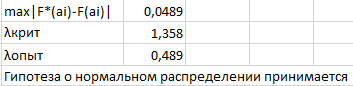 max|F*(ai)-F(ai)| 0,0489
λкрит 1,358
λопыт 0,489
Гипотеза о нормальном распределении принимается